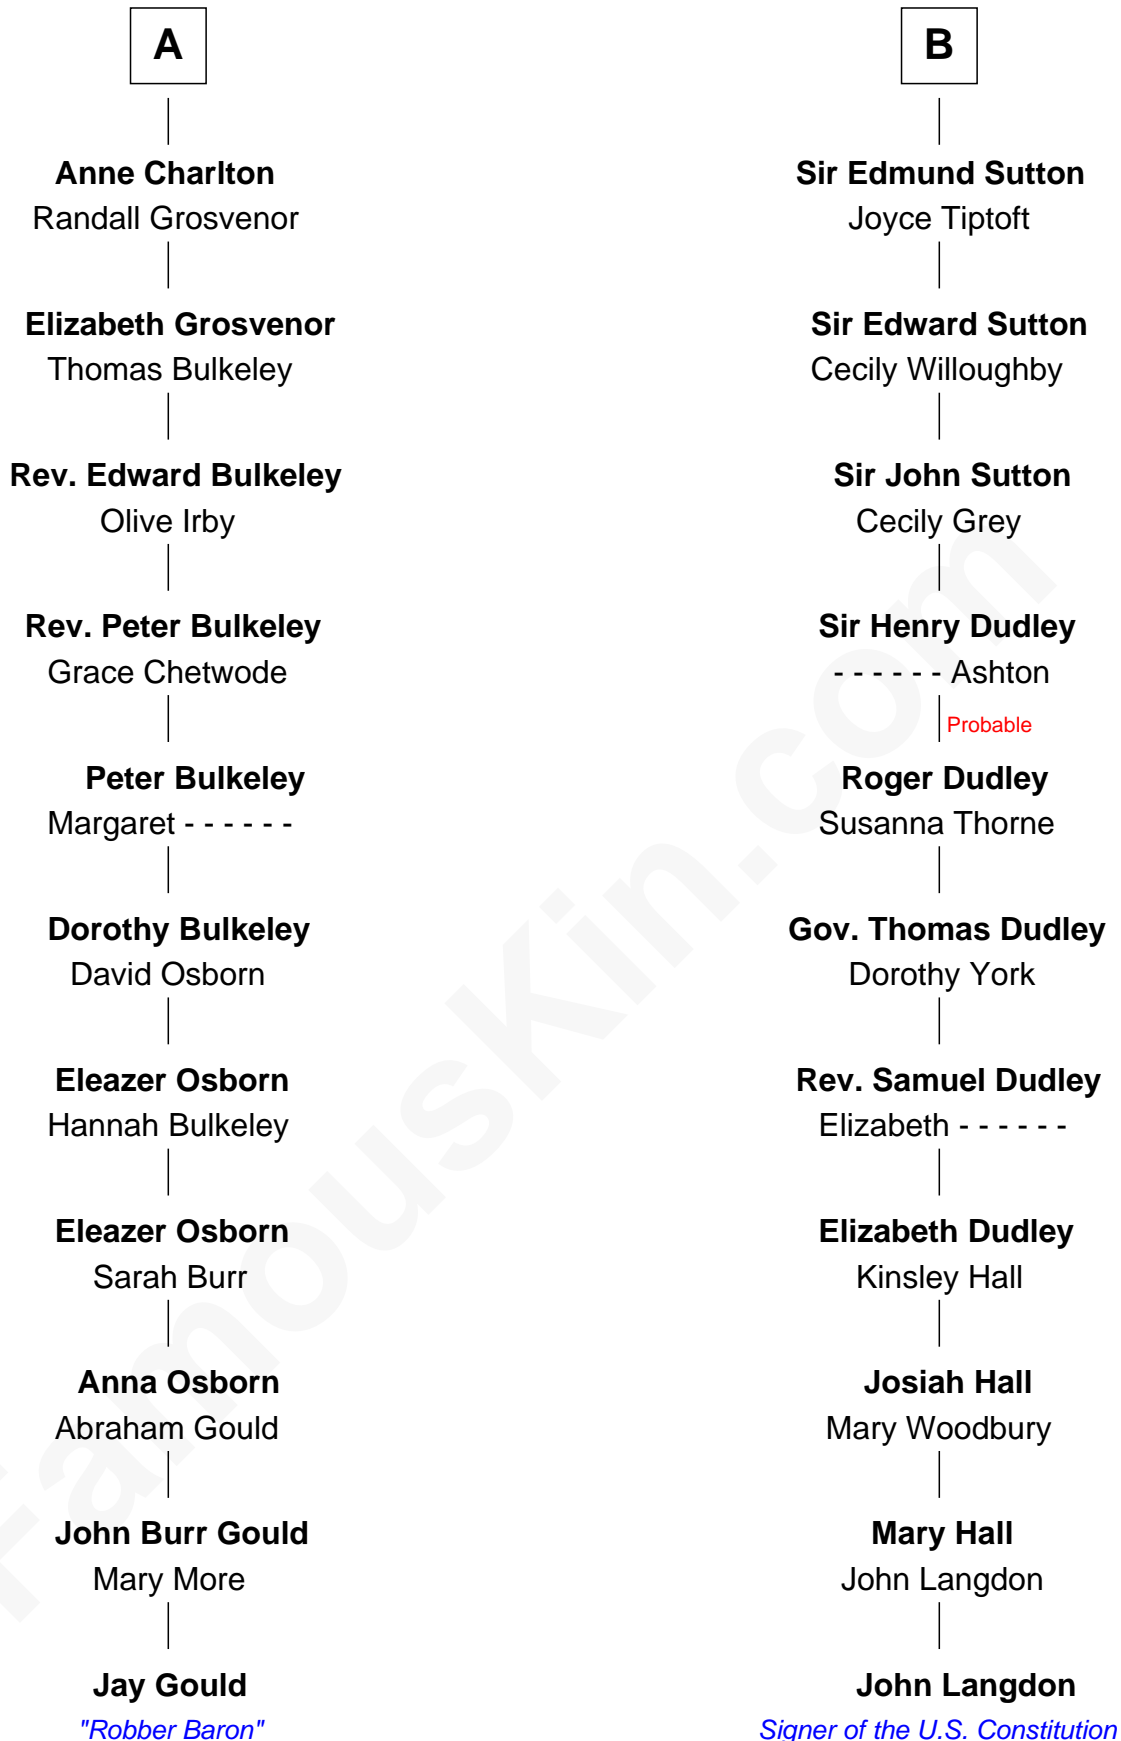 A
Anne Charlton
Randall Grosvenor
Elizabeth Grosvenor
Thomas Bulkeley
Rev. Edward Bulkeley
Olive Irby
Rev. Peter Bulkeley
Grace Chetwode
Peter Bulkeley
Margaret - - - - - -
Dorothy Bulkeley
David Osborn
Eleazer Osborn
Hannah Bulkeley
Eleazer Osborn
Sarah Burr
Anna Osborn
Abraham Gould
John Burr Gould
Mary More
Jay Gould
"Robber Baron"
B
Sir Edmund Sutton
Joyce Tiptoft
Sir Edward Sutton
Cecily Willoughby
Sir John Sutton
Cecily Grey
Sir Henry Dudley
- - - - - - Ashton
Probable
Roger Dudley
Susanna Thorne
Gov. Thomas Dudley
Dorothy York
Rev. Samuel Dudley
Elizabeth - - - - - -
Elizabeth Dudley
Kinsley Hall
Josiah Hall
Mary Woodbury
Mary Hall
John Langdon
John Langdon
Signer of the U.S. Constitution
FamousKin.com